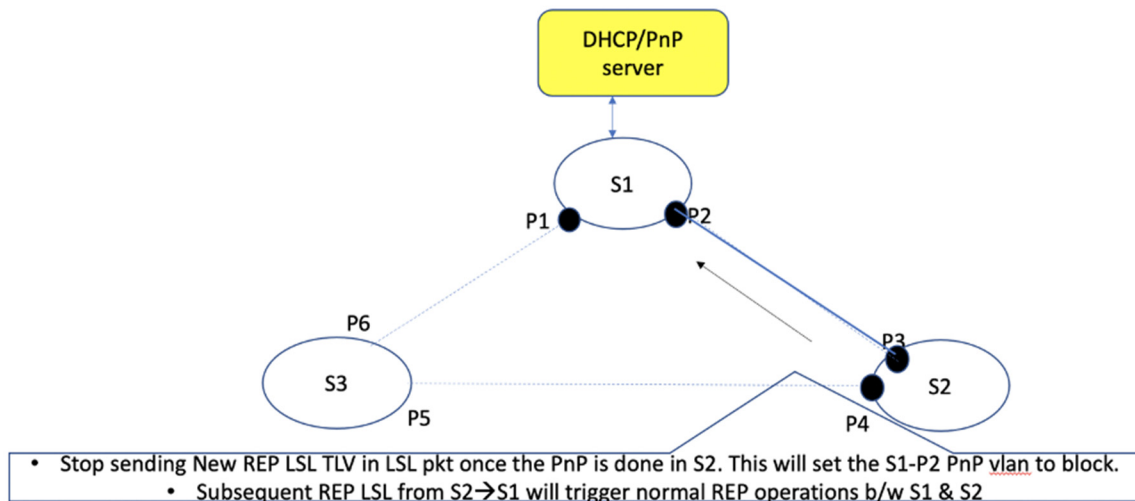 DHCP/PnP
server
S1
P1
P2
P6
P3
S3
S2
P5
P4
• Stop sending New REP LSL TLV in LSL pkt once the PnP is done in S2. This will set the S1-P2 PnP vlan to block.
• Subsequent REP LSL from S2→S1 will trigger normal REP operations b/w S1 & S2